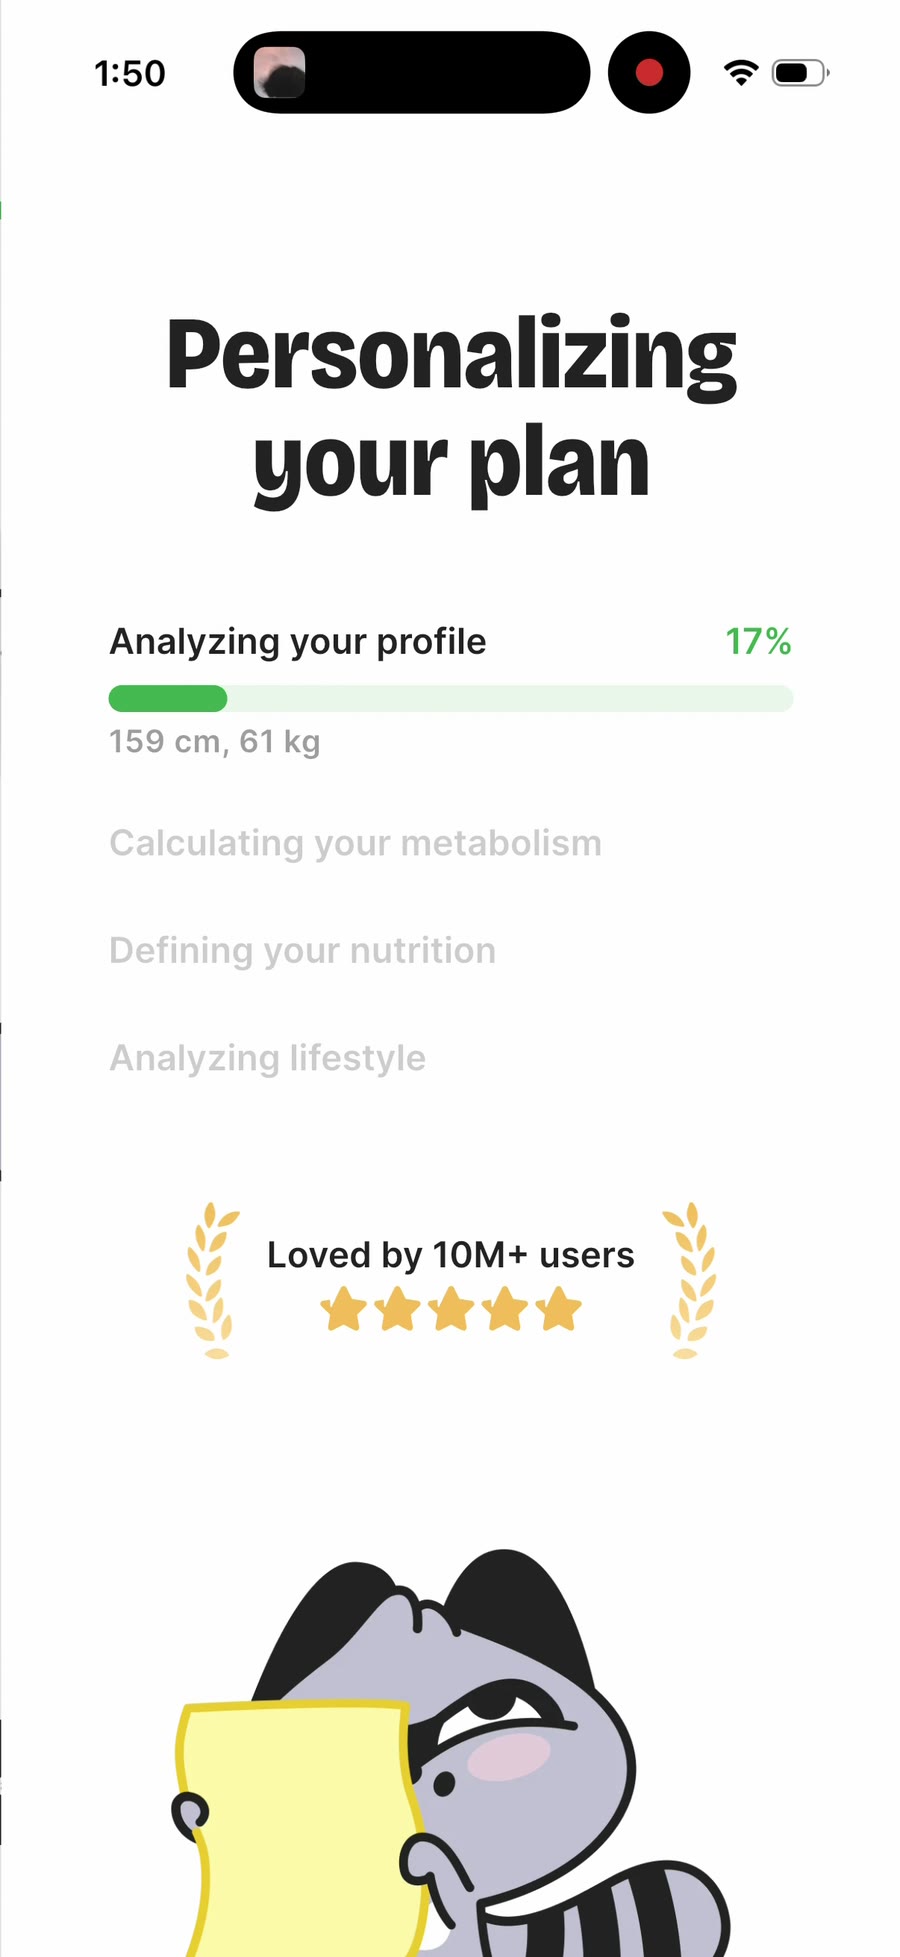 1:50
Personalizing
your plan
Analyzing your profile 17%
159 cm, 61 kg
Calculating your metabolism
Defining your nutrition
Analyzing lifestyle
Loved by 10M+ users